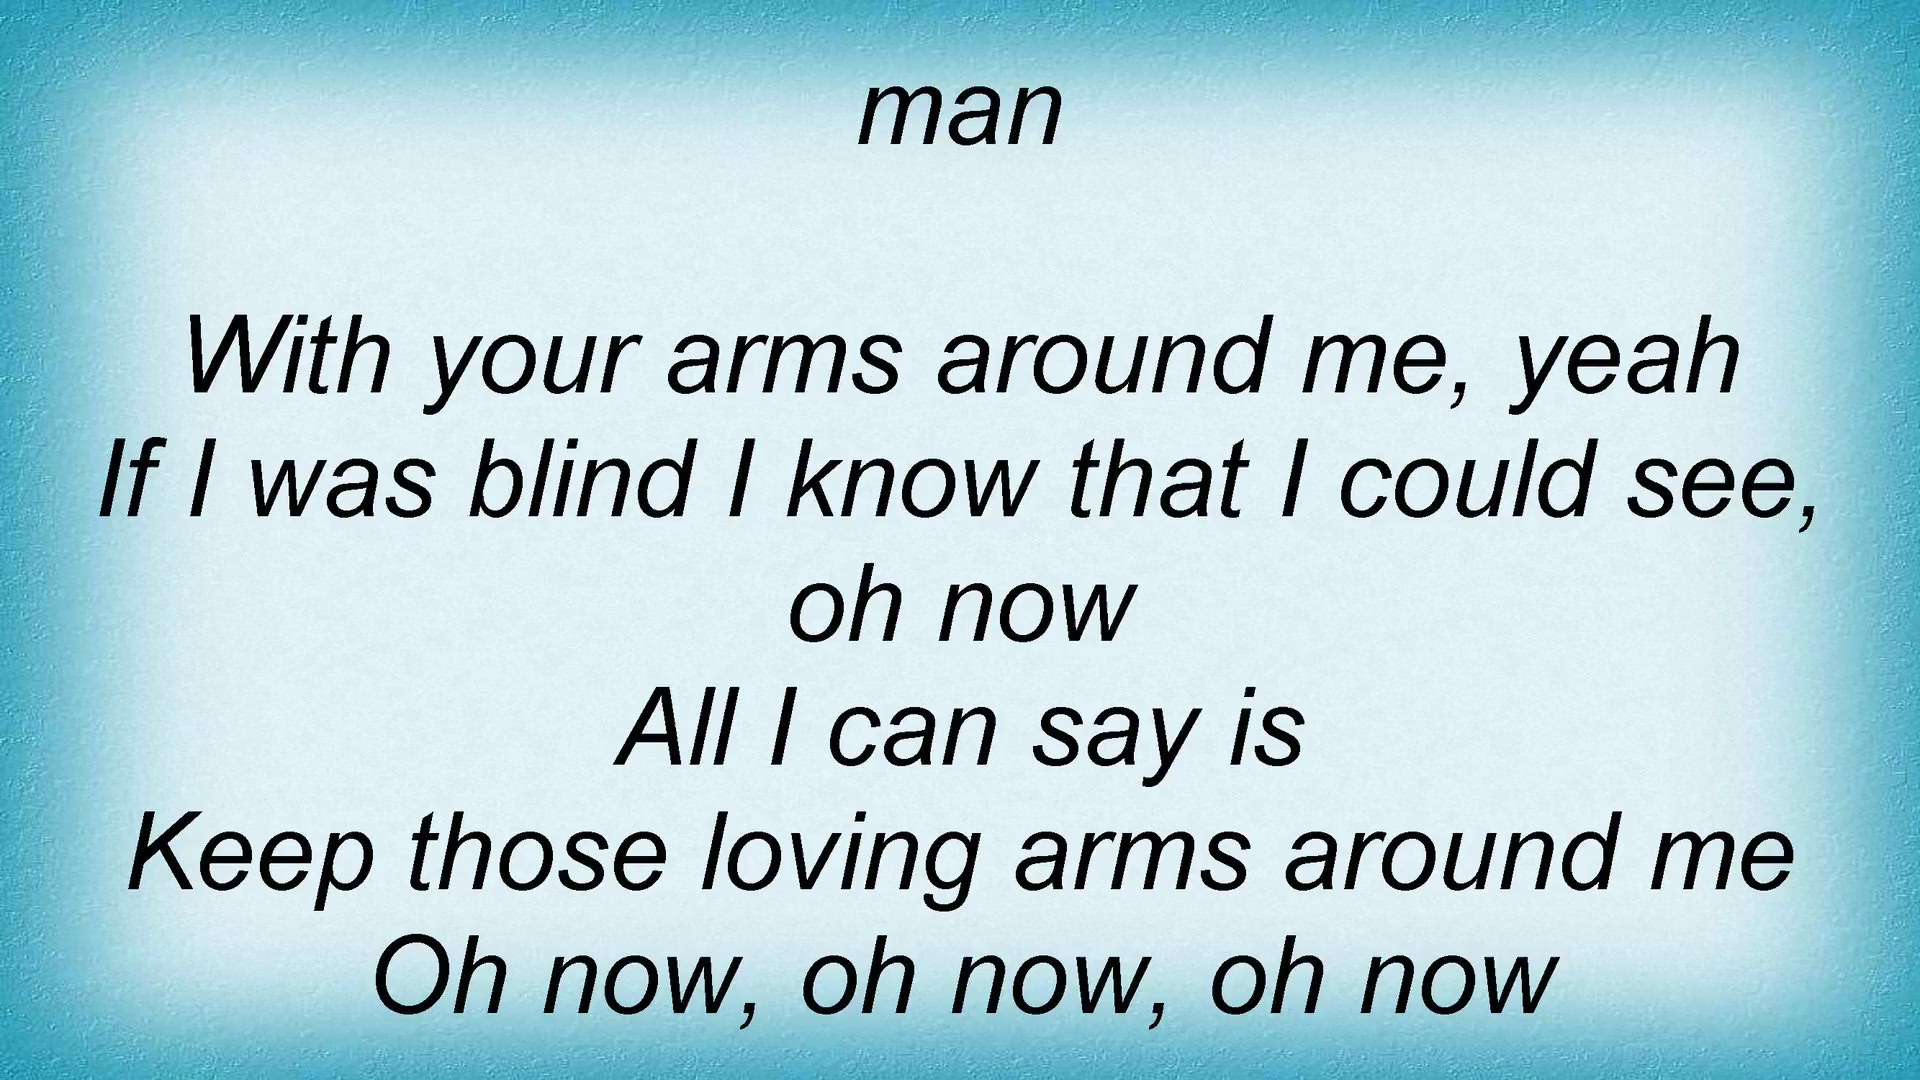 man
With your arms around me, yeah
If I was blind I know that I could see,
oh now
All I can say is
Keep those loving arms around me
Oh now, oh now, oh now